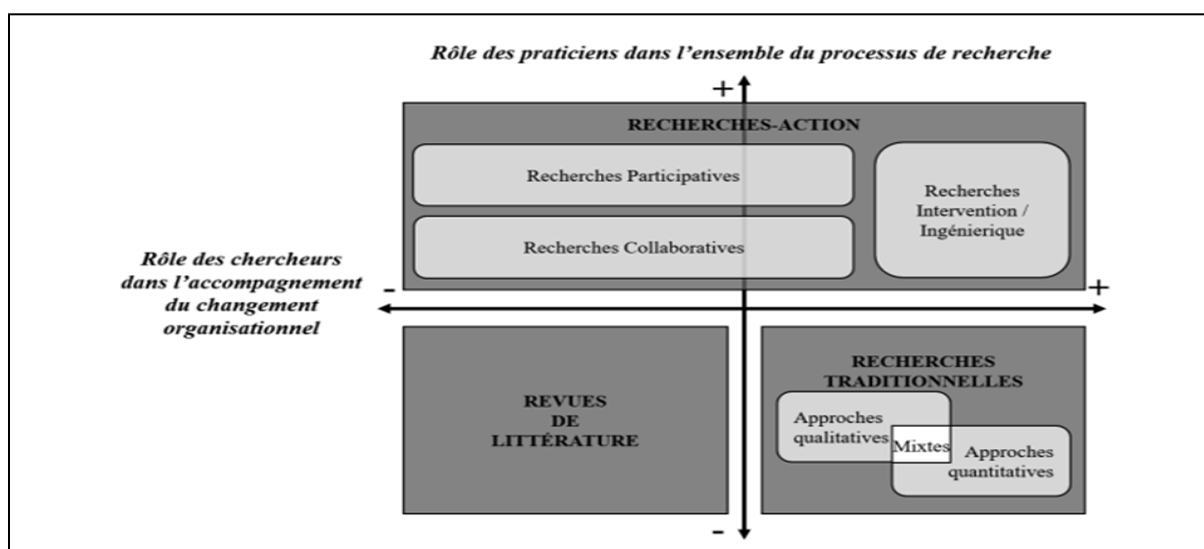 Rôle des praticiens dans l’ensemble du processus de recherche
+
RECHERCHES-ACTION
Recherches Participatives
Recherches
Intervention /
Ingénierique
Recherches Collaboratives
Rôle des chercheurs
dans l’accompagnement
du changement
organisationnel
-
+
REVUES
DE
LITTÉRATURE
RECHERCHES
TRADITIONNELLES
Approches
qualitatives
Mixtes
Approches
quantitatives
-